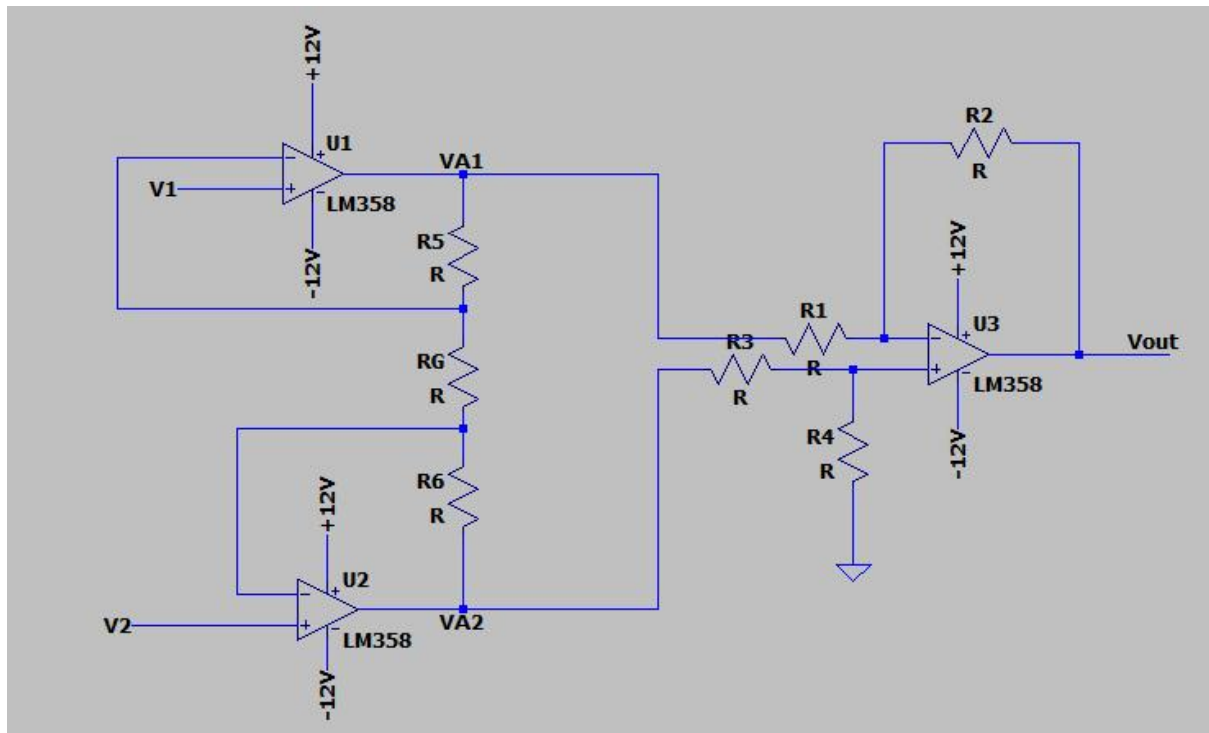 +12V
U1
-
+
+
-
V1
LM358
-12V
VA1
R5
R
RG
R
R6
R
+12V
U2
-
+
+
-
V2
LM358
-12V
VA2
R2
R
+12V
R1
R
R3
R
U3
-
+
+
-
LM358
-12V
Vout
R4
R